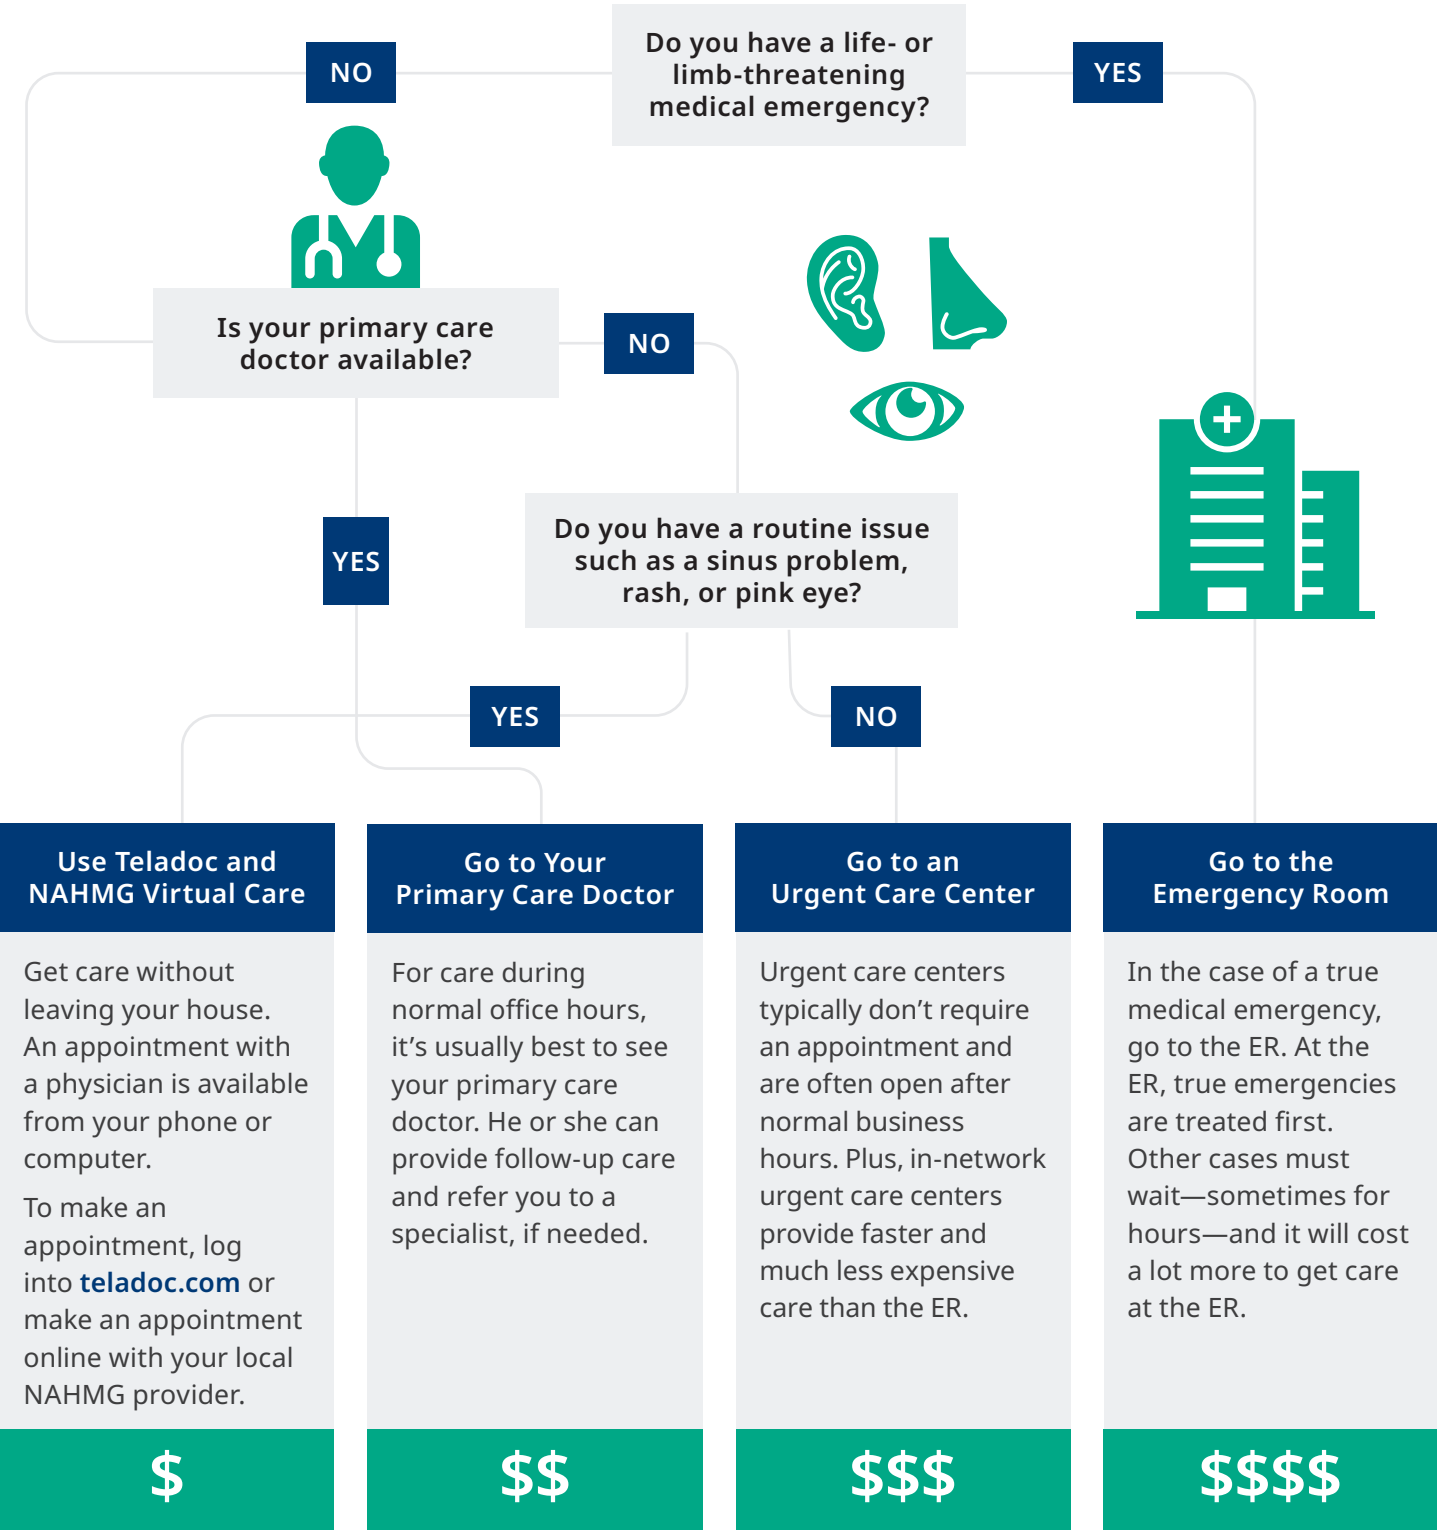 Do you have a life- or
limb-threatening
medical emergency?
NO
YES
Is your primary care
doctor available?
NO
YES
Do you have a routine issue
such as a sinus problem,
rash, or pink eye?
YES
NO
Use Teladoc and
NAHMG Virtual Care
Get care without
leaving your house.
An appointment with
a physician is available
from your phone or
computer.
To make an
appointment, log
into teladoc.com or
make an appointment
online with your local
NAHMG provider.
$
Go to Your
Primary Care Doctor
For care during
normal office hours,
it’s usually best to see
your primary care
doctor. He or she can
provide follow-up care
and refer you to a
specialist, if needed.
$$
Go to an
Urgent Care Center
Urgent care centers
typically don’t require
an appointment and
are often open after
normal business
hours. Plus, in-network
urgent care centers
provide faster and
much less expensive
care than the ER.
$$$
Go to the
Emergency Room
In the case of a true
medical emergency,
go to the ER. At the
ER, true emergencies
are treated first.
Other cases must
wait—sometimes for
hours—and it will cost
a lot more to get care
at the ER.
$$$$